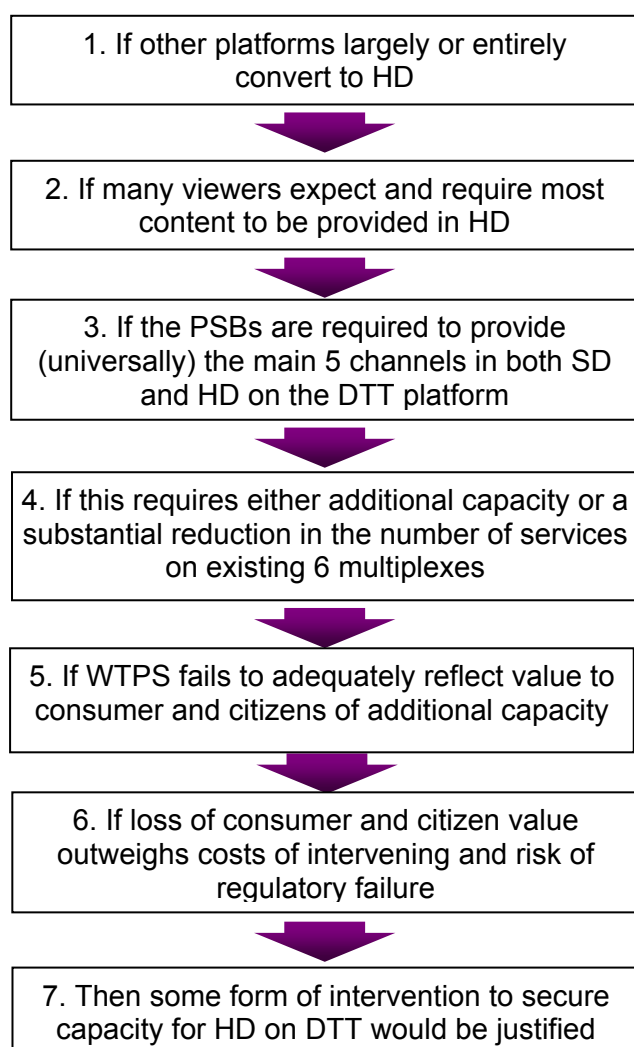 1. If other platforms largely or entirely
convert to HD
2. If many viewers expect and require most
content to be provided in HD
3. If the PSBs are required to provide
(universally) the main 5 channels in both SD
and HD on the DTT platform
4. If this requires either additional capacity or a
substantial reduction in the number of services
on existing 6 multiplexes
5. If WTPS fails to adequately reflect value to
consumer and citizens of additional capacity
6. If loss of consumer and citizen value
outweighs costs of intervening and risk of
regulatory failure
7. Then some form of intervention to secure
capacity for HD on DTT would be justified